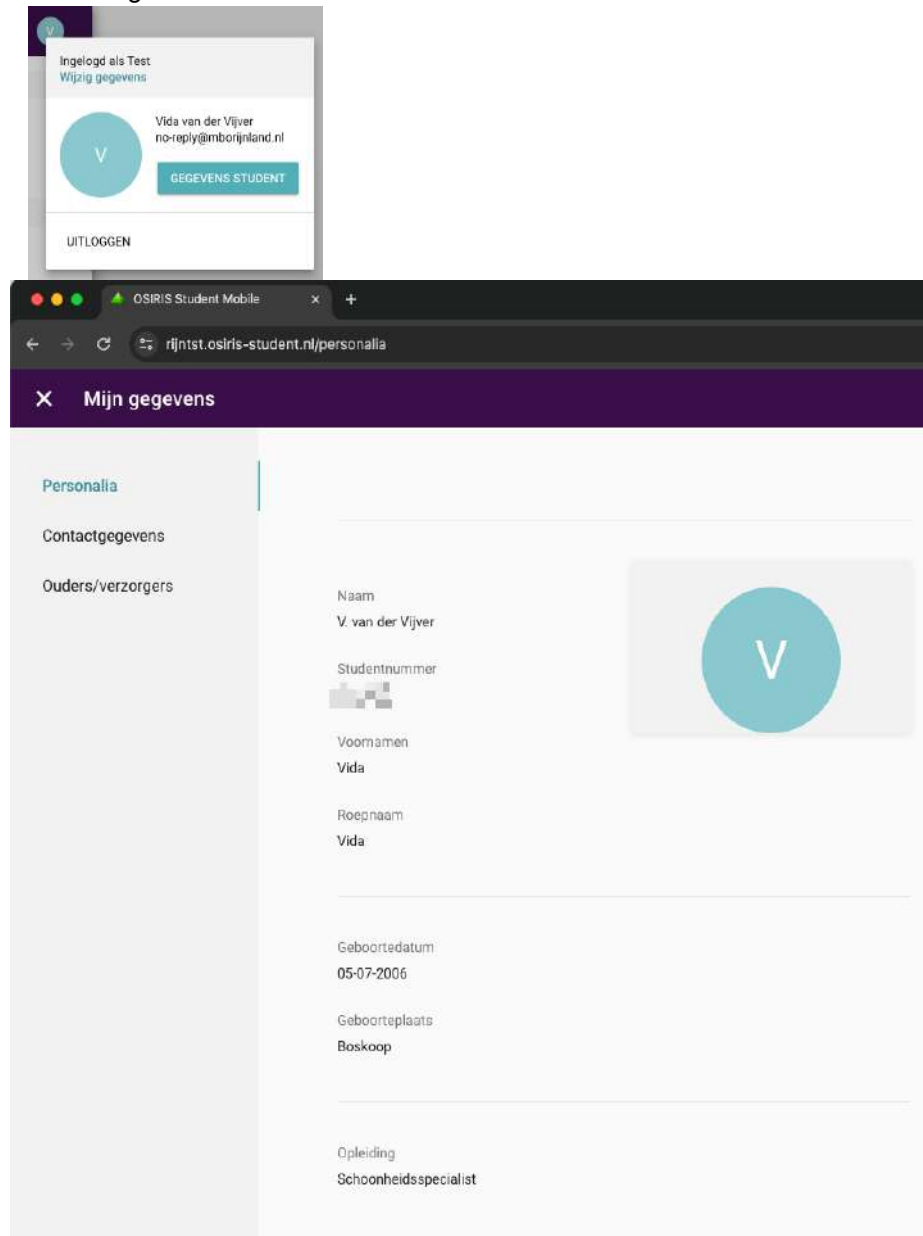 V
Ingelogd als Test
Wijzig gegevens
V
Vida van der Vijver
no-reply@mborijnland.nl
GEGEVENS STUDENT
UITLOGGEN
OSIRIS Student Mobile
rijntst.osiris-student.nl/personalia
Mijn gegevens
Personalia
Contactgegevens
Ouders/verzorgers
Naam
V. van der Vijver
V
Studentnummer
Voornamen
Vida
Roepnaam
Vida
Geboortedatum
05-07-2006
Geboorteplaats
Boskoop
Opleiding
Schoonheidsspecialist